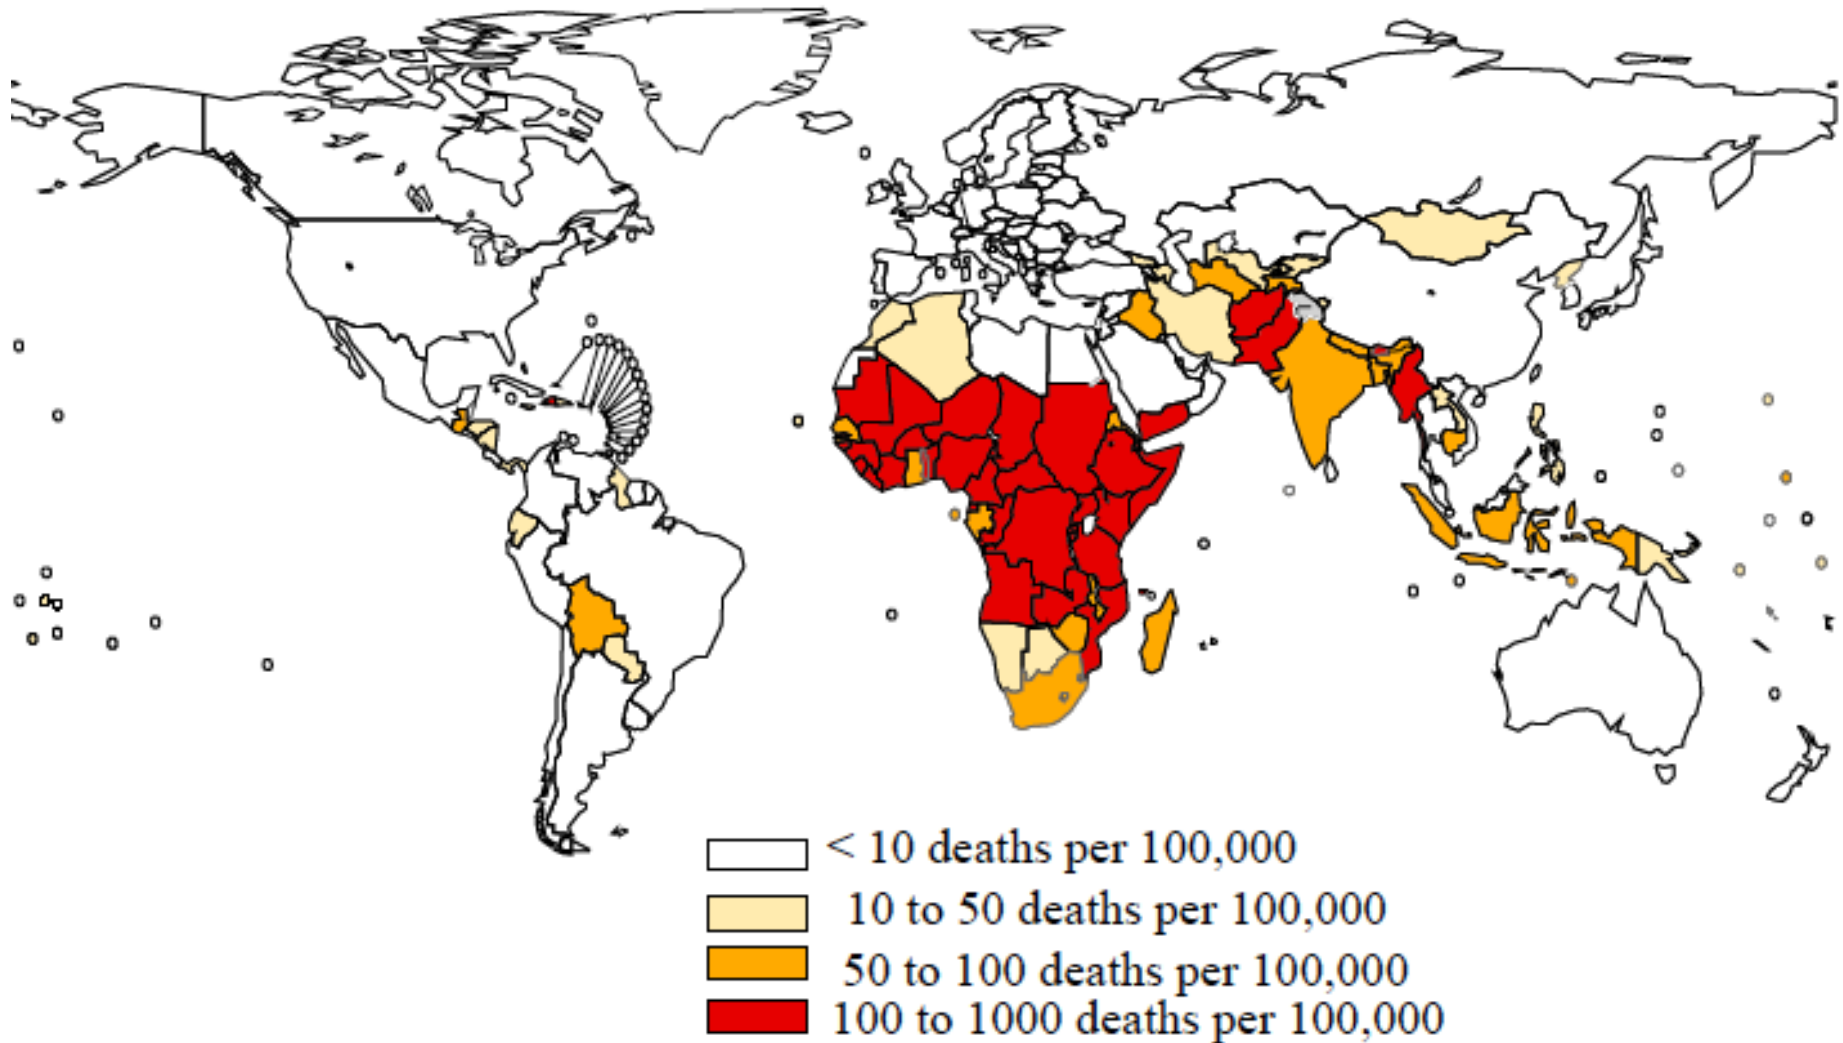 < 10 deaths per 100,000
10 to 50 deaths per 100,000
50 to 100 deaths per 100,000
100 to 1000 deaths per 100,000